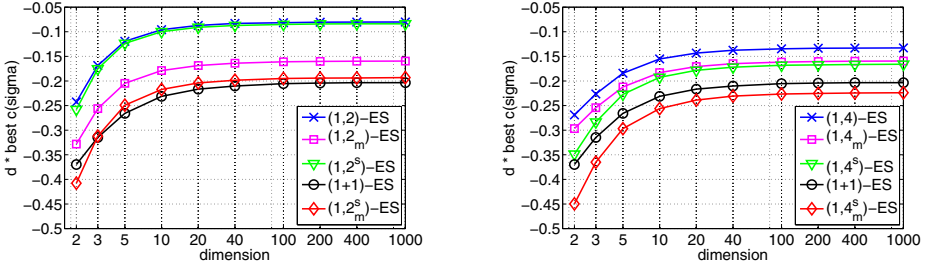 d * best c(sigma)
−0.05
−0.1
−0.15
−0.2
−0.25
−0.3
−0.35
−0.4
−0.45
−0.5
(1,2)−ES
(1,2m)−ES
(1,2s)−ES
(1+1)−ES
(1,2sm)−ES
2 3 5 10 20 40 100 200 400 1000
dimension
d * best c(sigma)
−0.05
−0.1
−0.15
−0.2
−0.25
−0.3
−0.35
−0.4
−0.45
−0.5
(1,4)−ES
(1,4m)−ES
(1,4s)−ES
(1+1)−ES
(1,4sm)−ES
2 3 5 10 20 40 100 200 400 1000
dimension